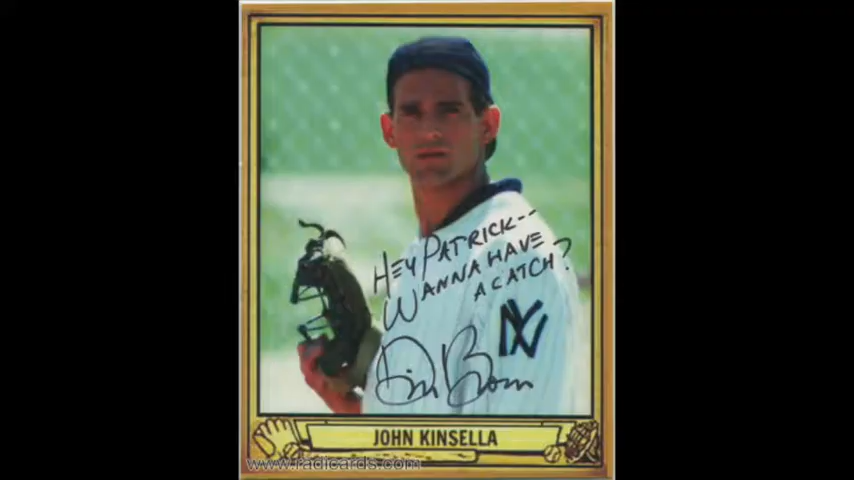 HEY PATRICK--
WANNA HAVE
A CATCH?
NY
JOHN KINSELLA
www.radicards.com